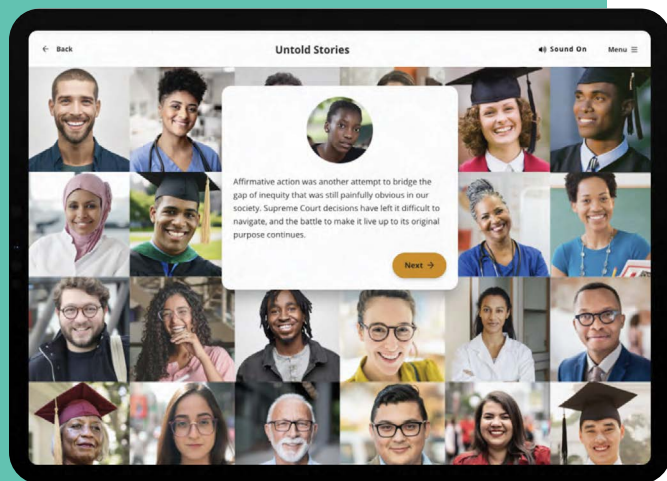 ← Back
Untold Stories
Sound On
Menu ≡
Affirmative action was another attempt to bridge the
gap of inequity that was still painfully obvious in our
society. Supreme Court decisions have left it difficult to
navigate, and the battle to make it live up to its original
purpose continues.
Next →